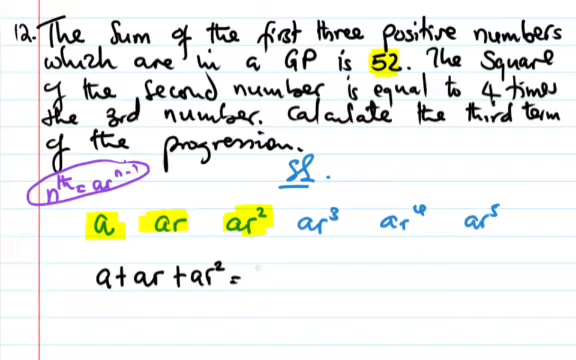 12. The Sum of the first three positive numbers
which are in a GP is 52. The Square
of the second number is equal to 4 times
the 3rd number. Calculate the third term
of the progression.
nth = ar^n-1
Sl.
a ar ar² ar³ ar⁴ ar⁵
a + ar + ar² =